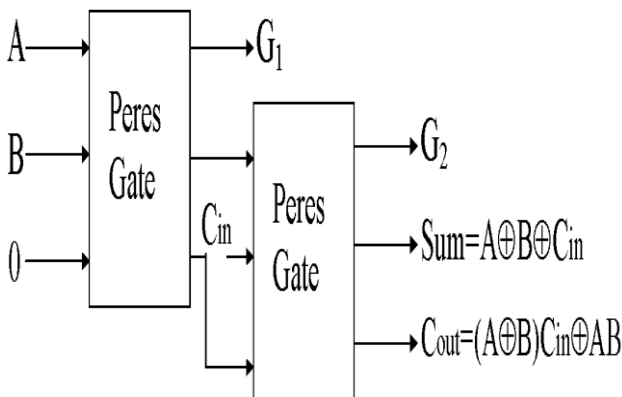 A
B
0
Peres
Gate
G₁
Cin
Peres
Gate
G₂
Sum=A⊕B⊕Cin
Cout=(A⊕B)Cin⊕AB